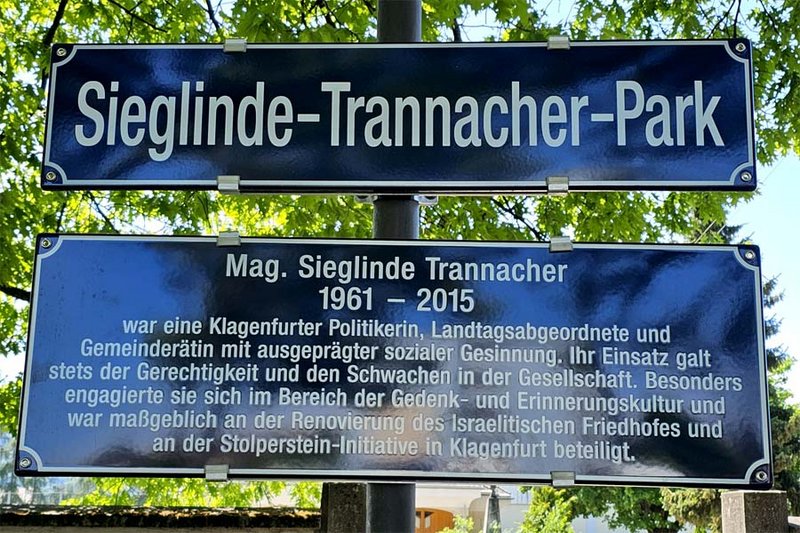 Sieglinde-Trannacher-Park
Mag. Sieglinde Trannacher
1961 – 2015
war eine Klagenfurter Politikerin, Landtagsabgeordnete und
Gemeinderätin mit ausgeprägter sozialer Gesinnung. Ihr Einsatz galt
stets der Gerechtigkeit und den Schwachen in der Gesellschaft. Besonders
engagierte sie sich im Bereich der Gedenk- und Erinnerungskultur und
war maßgeblich an der Renovierung des Israelitischen Friedhofes und
an der Stolperstein-Initiative in Klagenfurt beteiligt.